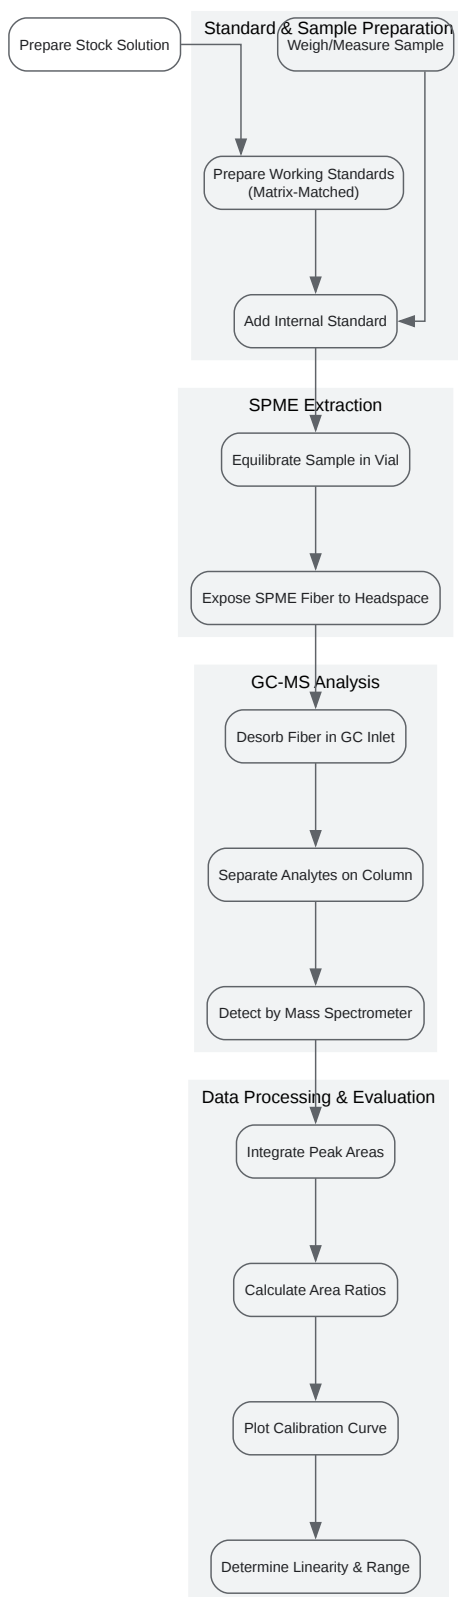 Standard & Sample Preparation
Prepare Stock Solution
Weigh/Measure Sample
Prepare Working Standards
(Matrix-Matched)
Add Internal Standard
SPME Extraction
Equilibrate Sample in Vial
Expose SPME Fiber to Headspace
GC-MS Analysis
Desorb Fiber in GC Inlet
Separate Analytes on Column
Detect by Mass Spectrometer
Data Processing & Evaluation
Integrate Peak Areas
Calculate Area Ratios
Plot Calibration Curve
Determine Linearity & Range